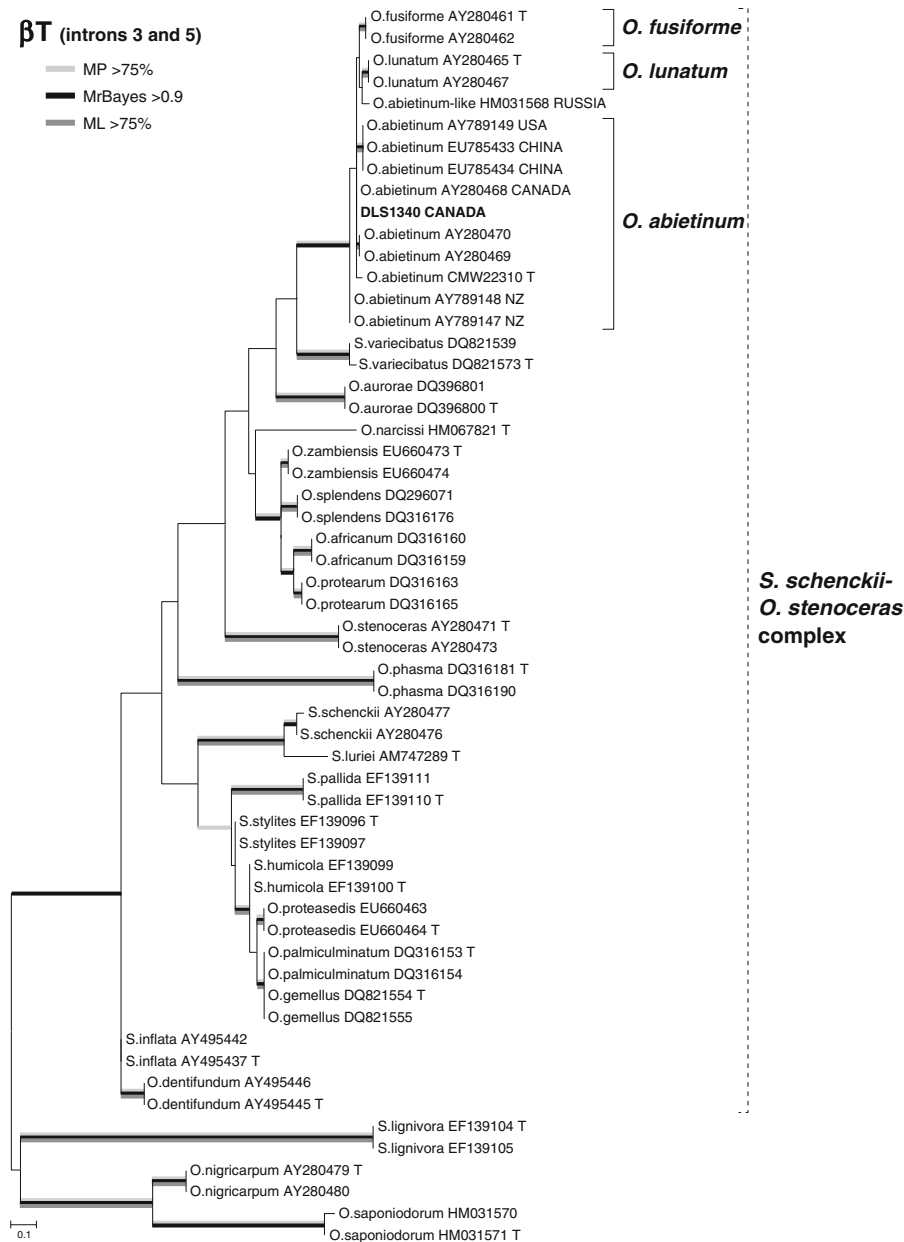 βT (introns 3 and 5)
MP >75%
MrBayes >0.9
ML >75%
O.fusiforme AY280461 T
O.fusiforme AY280462
O. fusiforme
O.lunatum AY280465 T
O.lunatum AY280467
O. lunatum
O.abietinum-like HM031568 RUSSIA
O.abietinum AY789149 USA
O.abietinum EU785433 CHINA
O.abietinum EU785434 CHINA
O.abietinum AY280468 CANADA
DLS1340 CANADA
O.abietinum AY280470
O.abietinum AY280469
O.abietinum CMW22310 T
O.abietinum AY789148 NZ
O.abietinum AY789147 NZ
O. abietinum
S.variecibatus DQ821539
S.variecibatus DQ821573 T
O.aurorae DQ396801
O.aurorae DQ396800 T
O.narcissi HM067821 T
O.zambiensis EU660473 T
O.zambiensis EU660474
O.splendens DQ296071
O.splendens DQ316176
O.africanum DQ316160
O.africanum DQ316159
O.protearum DQ316163
O.protearum DQ316165
O.stenoceras AY280471 T
O.stenoceras AY280473
O.phasma DQ316181 T
O.phasma DQ316190
S.schenckii AY280477
S.schenckii AY280476
S.luriei AM747289 T
S.pallida EF139111
S.pallida EF139110 T
S.stylites EF139096 T
S.stylites EF139097
S.humicola EF139099
S.humicola EF139100 T
O.proteasedis EU660463
O.proteasedis EU660464 T
O.palmiculminatum DQ316153 T
O.palmiculminatum DQ316154
O.gemellus DQ821554 T
O.gemellus DQ821555
S.inflata AY495442
S.inflata AY495437 T
O.dentifundum AY495446
O.dentifundum AY495445 T
S. schenckii-
O. stenoceras
complex
S.lignivora EF139104 T
S.lignivora EF139105
O.nigricarpum AY280479 T
O.nigricarpum AY280480
O.saponiodorum HM031570
O.saponiodorum HM031571 T
0.1